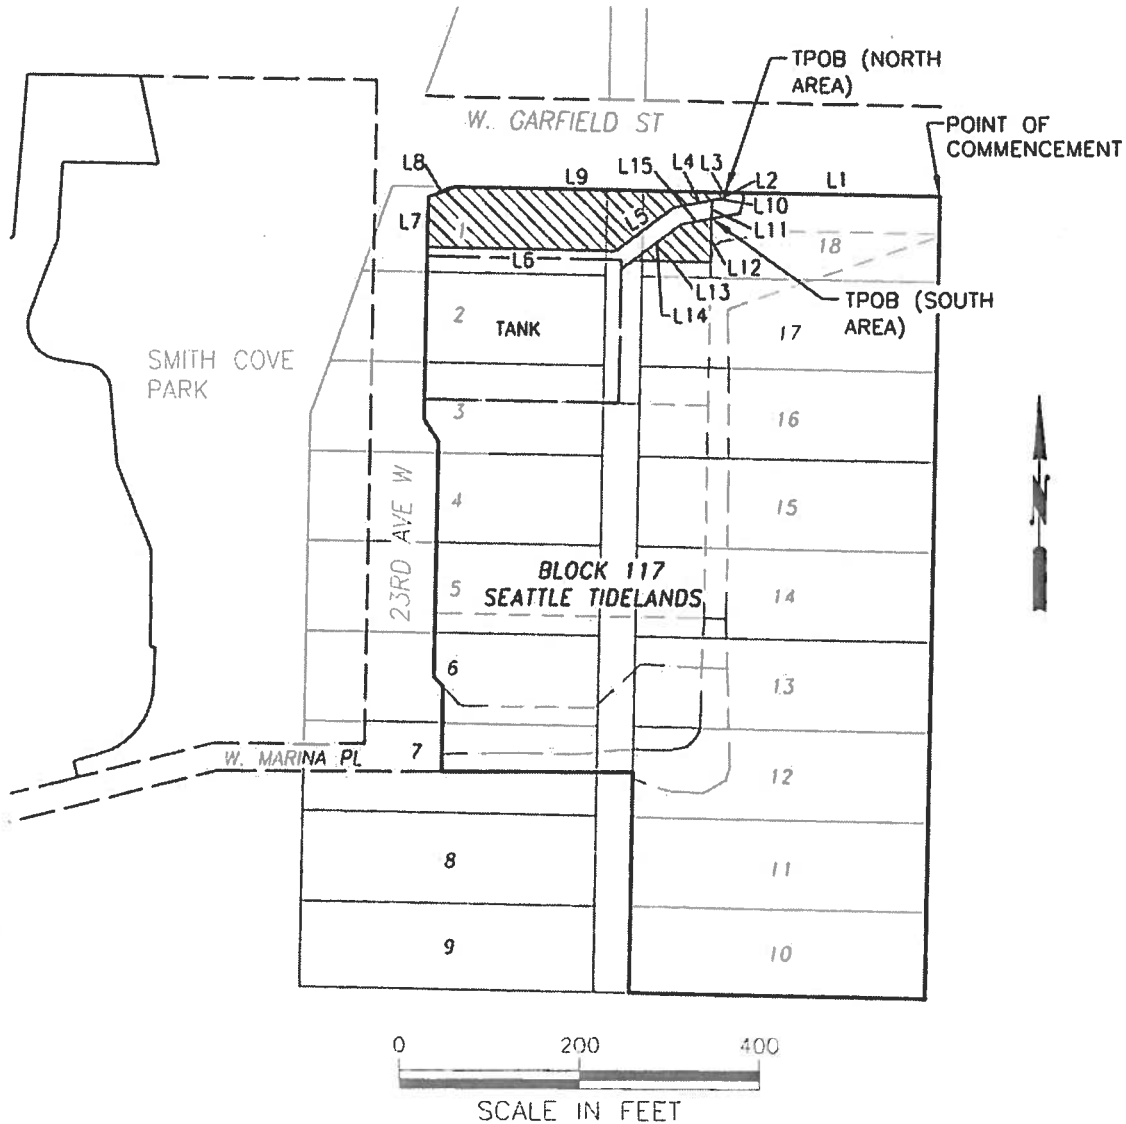 TPOB (NORTH
AREA)
W. GARFIELD ST
POINT OF
COMMENCEMENT
L8
L9
L15
L4
L3
L2
L1
L10
L7
1
L5
L11
18
L6
L12
L13
L14
TPOB (SOUTH
AREA)
2
TANK
17
SMITH COVE
PARK
3
16
23RD AVE W
4
15
N
BLOCK 117
SEATTLE TIDELANDS
5
14
6
13
7
W. MARINA PL
12
8
11
9
10
0
200
400
SCALE IN FEET